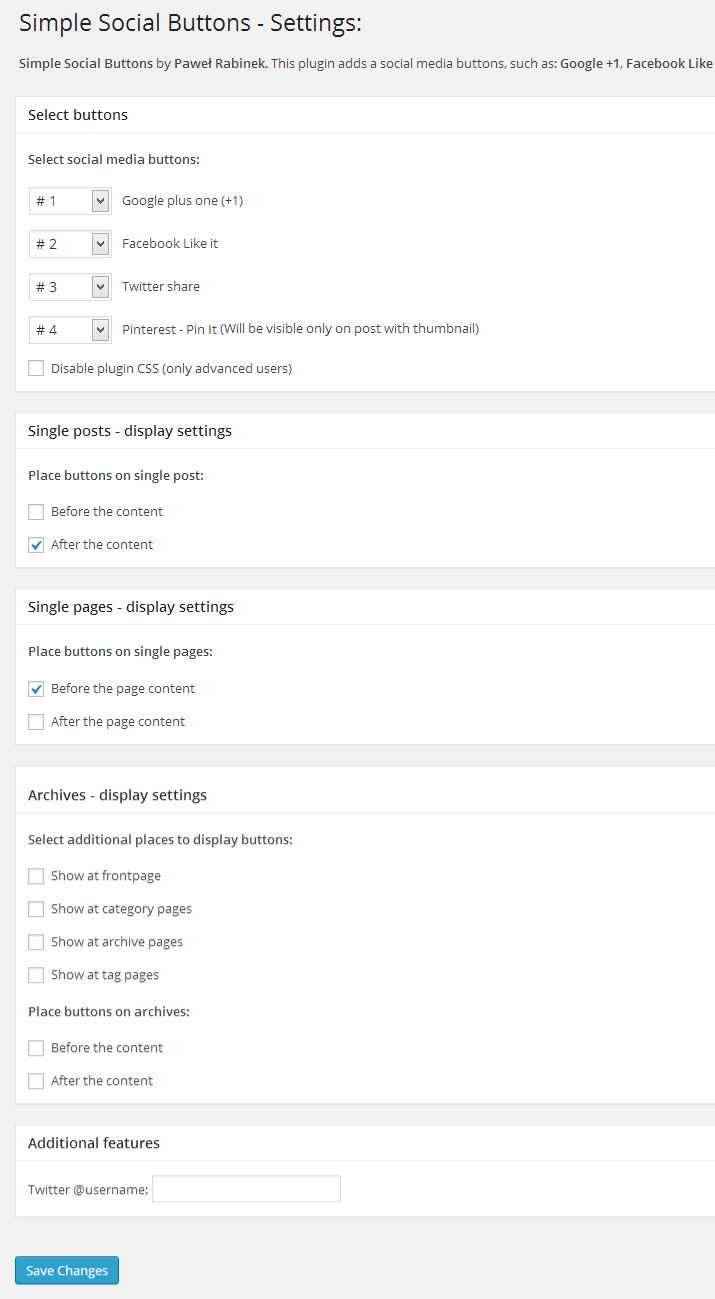 Simple Social Buttons - Settings:
Simple Social Buttons by Paweł Rabinek. This plugin adds a social media buttons, such as: Google +1, Facebook Like
Select buttons
Select social media buttons:
# 1 Google plus one (+1)
# 2 Facebook Like it
# 3 Twitter share
# 4 Pinterest - Pin It (Will be visible only on post with thumbnail)
Disable plugin CSS (only advanced users)
Single posts - display settings
Place buttons on single post:
Before the content
After the content
Single pages - display settings
Place buttons on single pages:
Before the page content
After the page content
Archives - display settings
Select additional places to display buttons:
Show at frontpage
Show at category pages
Show at archive pages
Show at tag pages
Place buttons on archives:
Before the content
After the content
Additional features
Twitter @username:
Save Changes